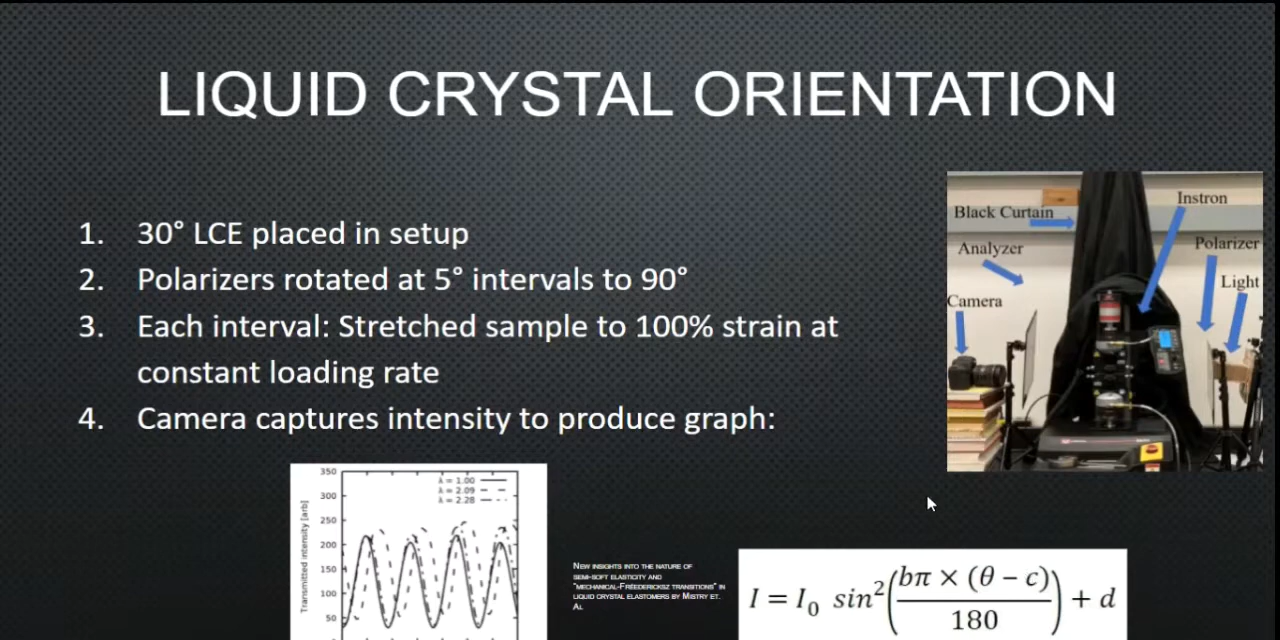 LIQUID CRYSTAL ORIENTATION
1. 30° LCE placed in setup
2. Polarizers rotated at 5° intervals to 90°
3. Each interval: Stretched sample to 100% strain at
constant loading rate
4. Camera captures intensity to produce graph:
Black Curtain
Instron
Analyzer
Polarizer
Light
Camera
350
300
250
200
150
100
50
Transmitted intensity [arb]
λ = 1.00
λ = 2.09
λ = 2.28
NEW INSIGHTS INTO THE NATURE OF
SEMI-SOFT ELASTICITY AND
"MECHANICAL-FRÉEDERICKSZ TRANSITIONS" IN
LIQUID CRYSTAL ELASTOMERS BY MISTRY ET.
AL
I = I₀ sin²(bπ × (θ − c) / 180) + d